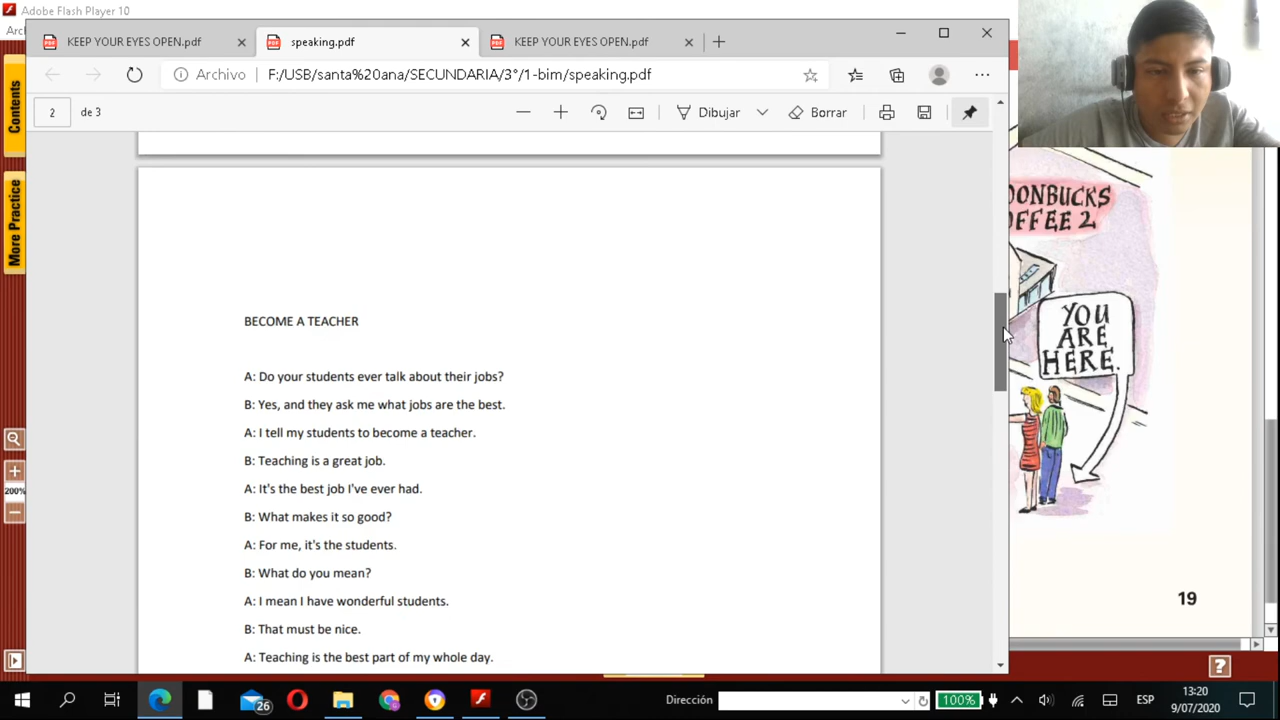 Adobe Flash Player 10
Arc
KEEP YOUR EYES OPEN.pdf
speaking.pdf
KEEP YOUR EYES OPEN.pdf
Archivo
F:/USB/santa%20ana/SECUNDARIA/3°/1-bim/speaking.pdf
2
de 3
Dibujar
Borrar
Contents
More Practice
200%
BECOME A TEACHER
A: Do your students ever talk about their jobs?
B: Yes, and they ask me what jobs are the best.
A: I tell my students to become a teacher.
B: Teaching is a great job.
A: It's the best job I've ever had.
B: What makes it so good?
A: For me, it's the students.
B: What do you mean?
A: I mean I have wonderful students.
B: That must be nice.
A: Teaching is the best part of my whole day.
OONBUCKS
OFFEE 2
YOU
ARE
HERE.
19
26
Dirección
100%
ESP
13:20
9/07/2020